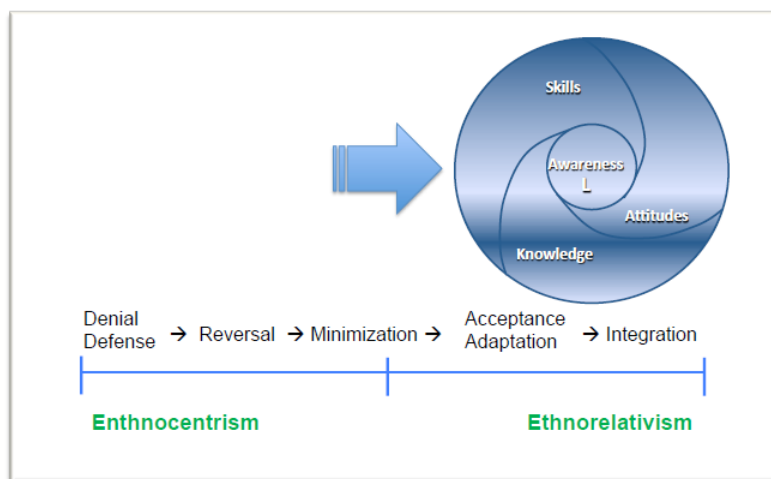 Skills
Awareness
L
Attitudes
Knowledge
Denial
Defense → Reversal → Minimization → Acceptance
Adaptation → Integration
Enthnocentrism
Ethnorelativism